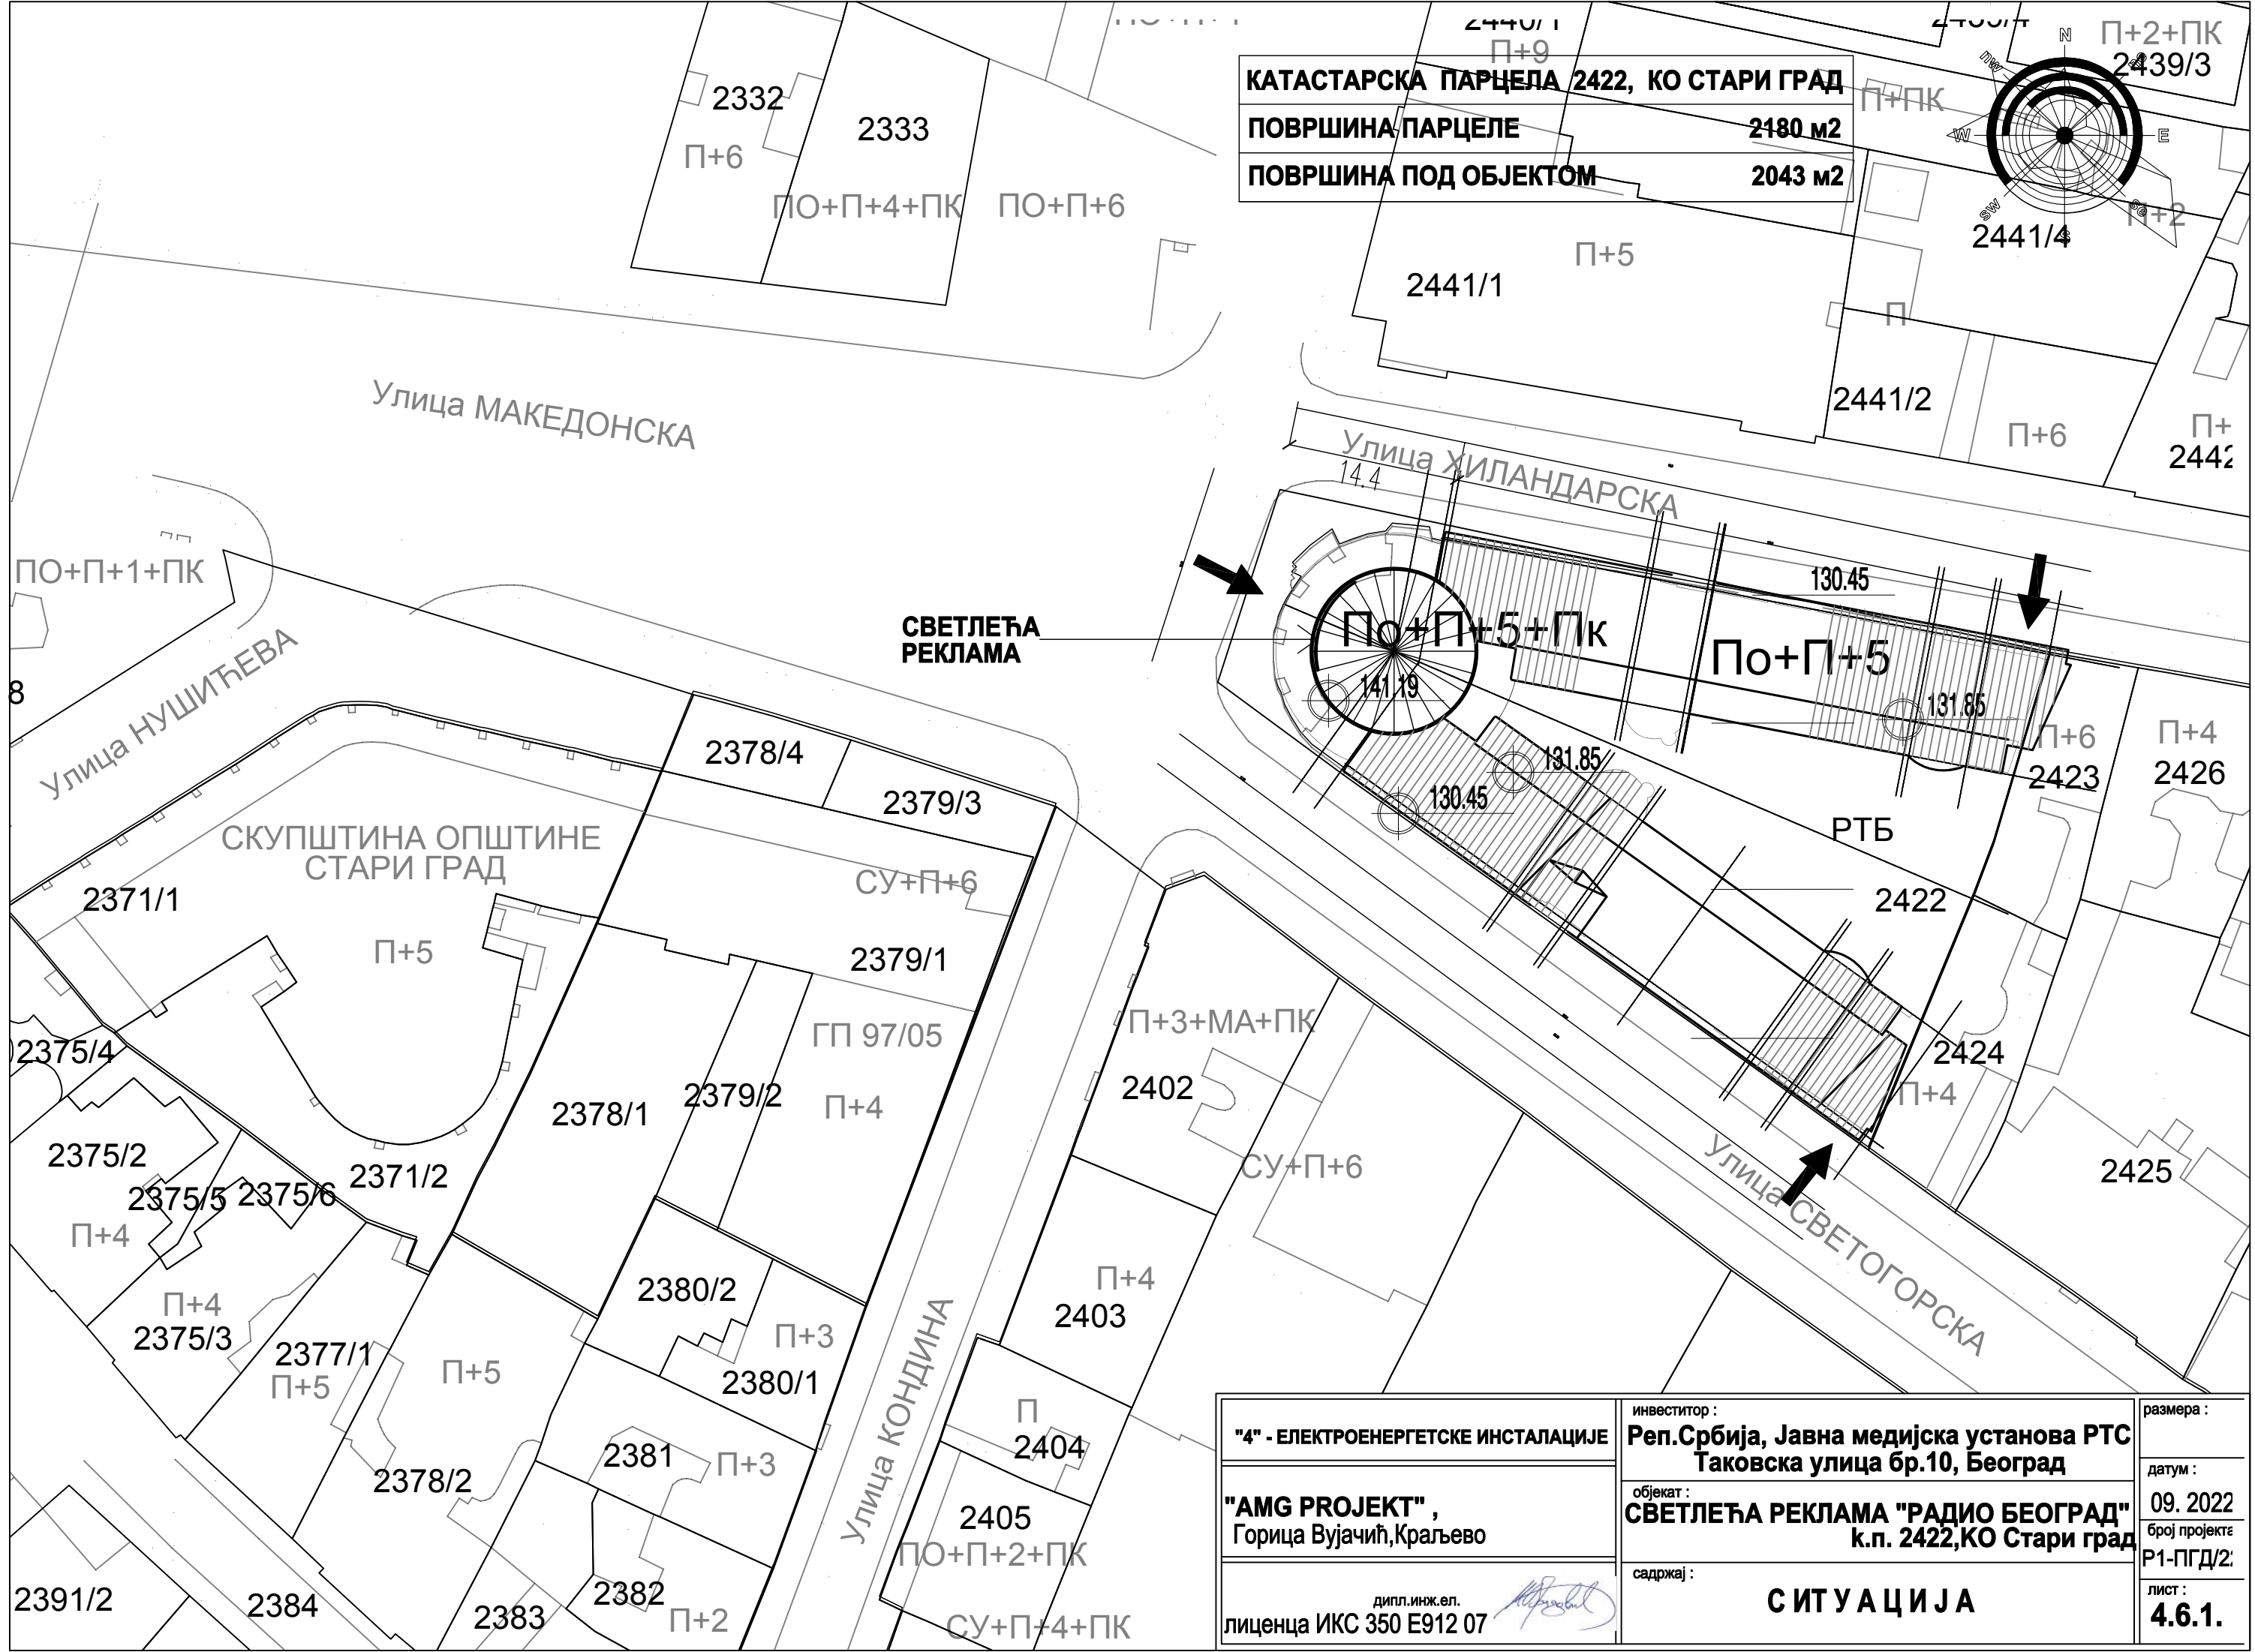 П+9
П+2+ПК
2439/3
КАТАСТАРСКА ПАРЦЕЛА 2422, КО СТАРИ ГРАД
ПОВРШИНА ПАРЦЕЛЕ 2180 м2
ПОВРШИНА ПОД ОБЈЕКТОМ 2043 м2
П+ПК
N
nw
W
E
sw
se
s
П+2
2441/4
2332
П+6
2333
ПО+П+4+ПК
ПО+П+6
П+5
2441/1
П
2441/2
П+6
П+
2442
Улица МАКЕДОНСКА
Улица ХИЛАНДАРСКА
14.4
ПО+П+1+ПК
8
Улица НУШИЋЕВА
СВЕТЛЕЋА
РЕКЛАМА
По+П+5+Пк
По+П+5
130.45
141.19
131.85
131.85
130.45
П+6
2423
П+4
2426
РТБ
2422
2424
П+4
2425
2378/4
2379/3
СКУПШТИНА ОПШТИНЕ
СТАРИ ГРАД
2371/1
П+5
СУ+П+6
2379/1
ГП 97/05
П+4
2378/1
2379/2
2375/4
2375/2
2375/5
2375/6
2371/2
П+4
П+4
2375/3
2377/1
П+5
П+5
2378/2
2380/2
П+3
2380/1
2381
П+3
2382
П+2
2383
2384
2391/2
Улица КОНДИНА
П+3+МА+ПК
2402
СУ+П+6
П+4
2403
П
2404
2405
ПО+П+2+ПК
СУ+П+4+ПК
Улица СВЕТОГОРСКА
"4" - ЕЛЕКТРОЕНЕРГЕТСКЕ ИНСТАЛАЦИЈЕ
"AMG PROJEKT" ,
Горица Вујачић,Краљево
дипл.инж.ел.
лиценца ИКС 350 Е912 07
инвеститор :
Реп.Србија, Јавна медијска установа РТС
Таковска улица бр.10, Београд
објекат :
СВЕТЛЕЋА РЕКЛАМА "РАДИО БЕОГРАД"
к.п. 2422,КО Стари град
садржај :
С И Т У А Ц И Ј А
размера :
датум :
09. 2022
број пројекта
Р1-ПГД/22
лист :
4.6.1.